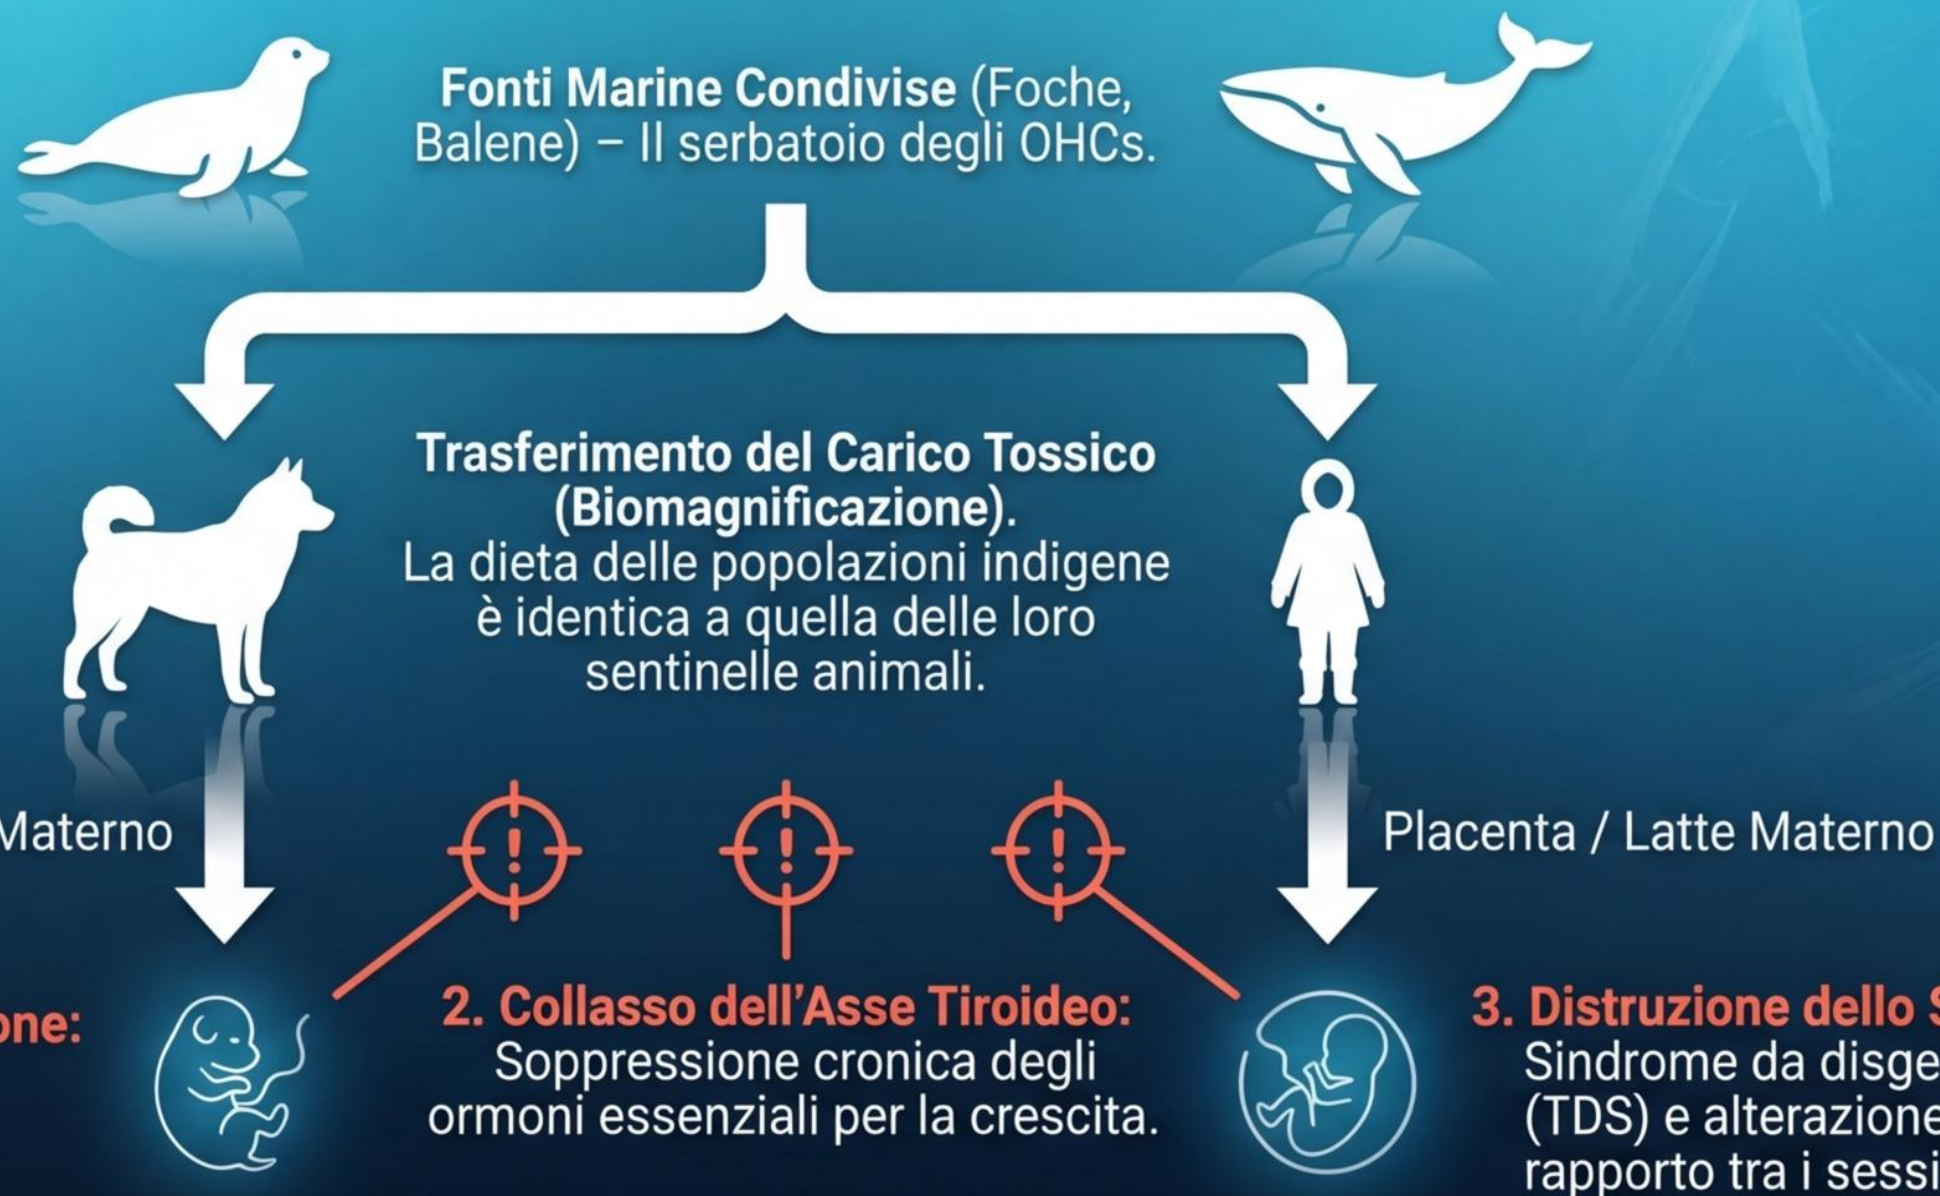 Fonti Marine Condivise (Foche,
Balene) – Il serbatoio degli OHCs.
Trasferimento del Carico Tossico
(Biomagnificazione).
La dieta delle popolazioni indigene
è identica a quella delle loro
sentinelle animali.
Materno
Placenta / Latte Materno
one:
2. Collasso dell'Asse Tiroideo:
Soppressione cronica degli
ormoni essenziali per la crescita.
3. Distruzione dello S
Sindrome da disge
(TDS) e alterazione
rapporto tra i sessi